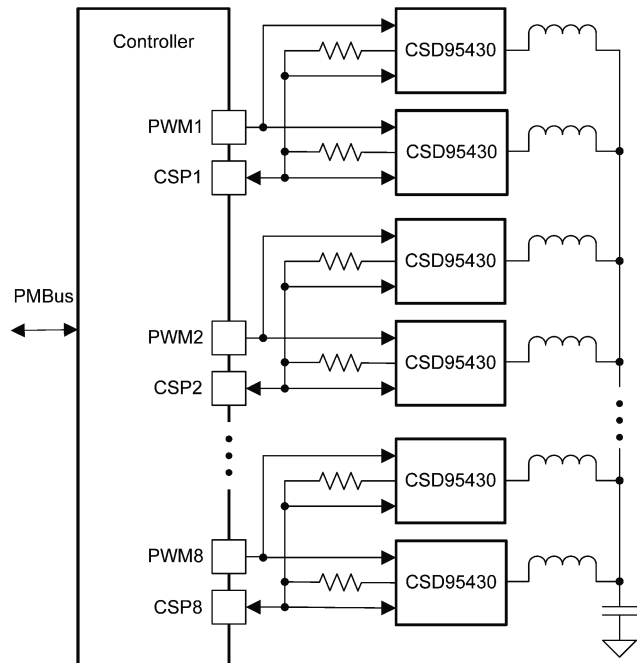 Controller
CSD95430
PWM1
CSD95430
CSP1
CSD95430
PMBus
PWM2
CSD95430
CSP2
CSD95430
PWM8
CSD95430
CSP8